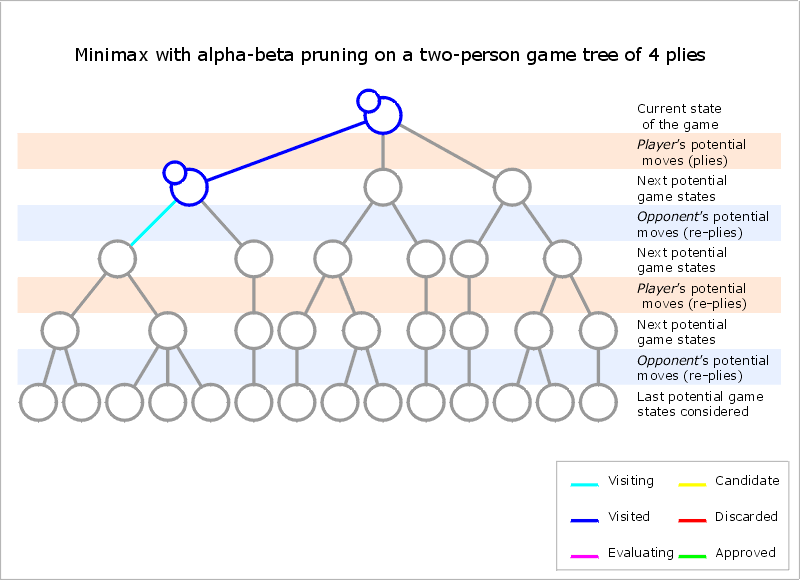 Minimax with alpha-beta pruning on a two-person game tree of 4 plies
Current state
of the game
Player's potential
moves (plies)
Next potential
game states
Opponent's potential
moves (re-plies)
Next potential
game states
Player's potential
moves (re-plies)
Next potential
game states
Opponent's potential
moves (re-plies)
Last potential game
states considered
Visiting
Candidate
Visited
Discarded
Evaluating
Approved